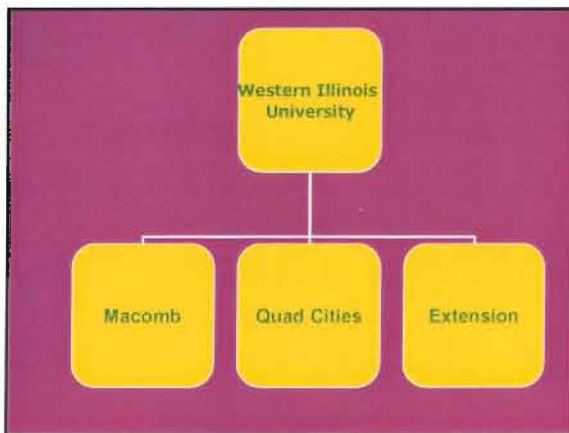 Western Illinois
University
Macomb
Quad Cities
Extension